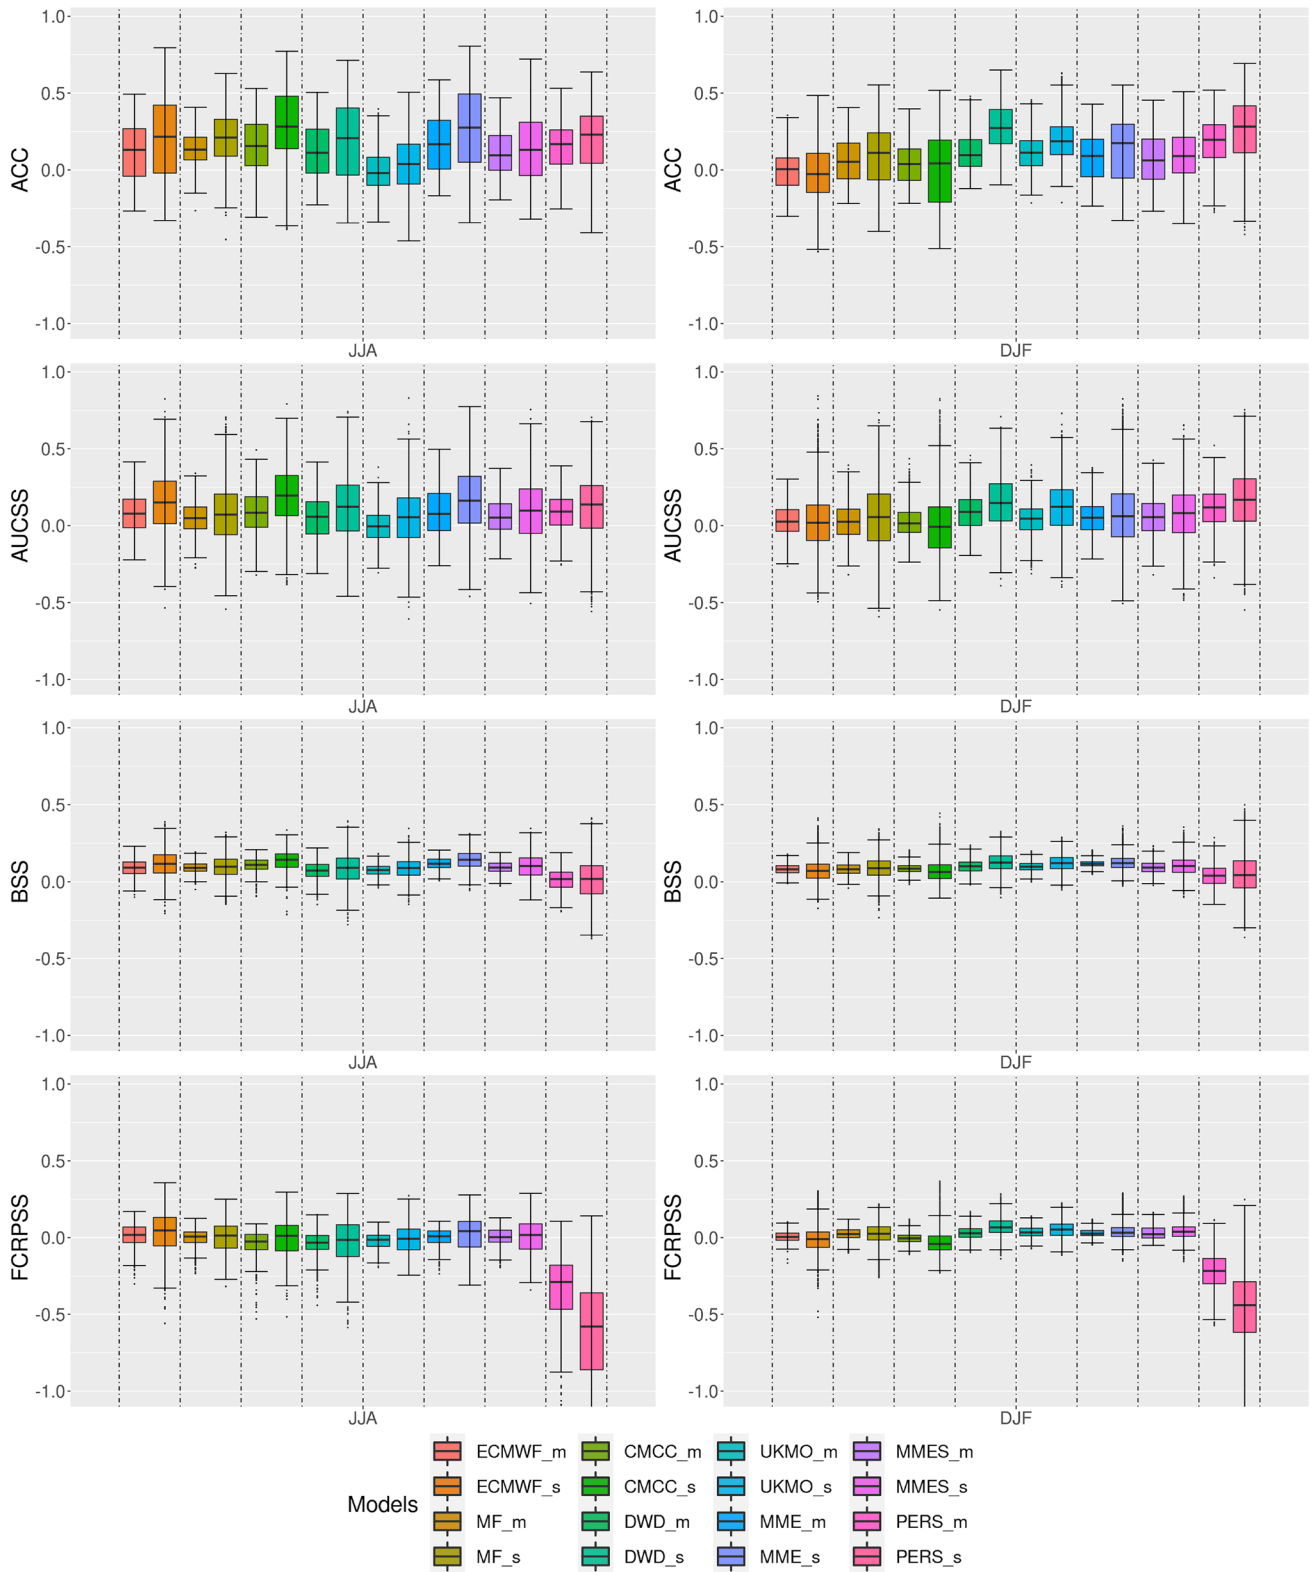 1.0
0.5
0.0
-0.5
-1.0
ACC
JJA
1.0
0.5
0.0
-0.5
-1.0
ACC
DJF
1.0
0.5
0.0
-0.5
-1.0
AUCSS
JJA
1.0
0.5
0.0
-0.5
-1.0
AUCSS
DJF
1.0
0.5
0.0
-0.5
-1.0
BSS
JJA
1.0
0.5
0.0
-0.5
-1.0
BSS
DJF
1.0
0.5
0.0
-0.5
-1.0
FCRPSS
JJA
1.0
0.5
0.0
-0.5
-1.0
FCRPSS
DJF
Models
ECMWF_m
ECMWF_s
MF_m
MF_s
CMCC_m
CMCC_s
DWD_m
DWD_s
UKMO_m
UKMO_s
MME_m
MME_s
MMES_m
MMES_s
PERS_m
PERS_s